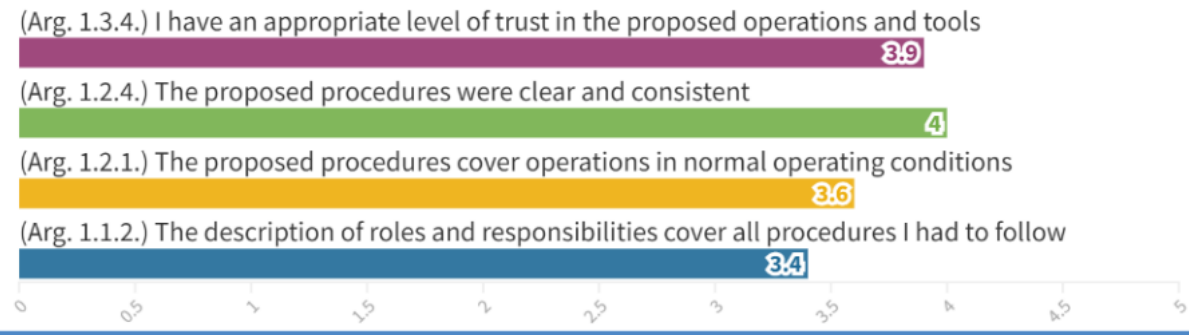 (Arg. 1.3.4.) I have an appropriate level of trust in the proposed operations and tools
3.9
(Arg. 1.2.4.) The proposed procedures were clear and consistent
4
(Arg. 1.2.1.) The proposed procedures cover operations in normal operating conditions
3.6
(Arg. 1.1.2.) The description of roles and responsibilities cover all procedures I had to follow
3.4
0 0.5 1 1.5 2 2.5 3 3.5 4 4.5 5